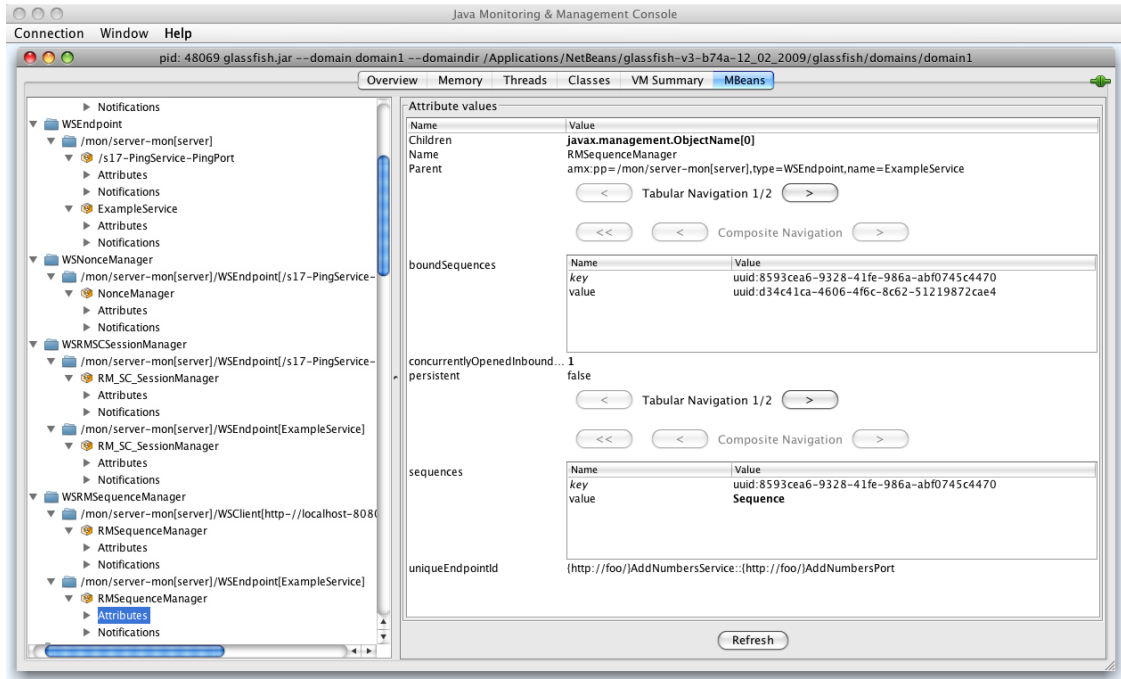 Java Monitoring & Management Console
Connection Window Help
pid: 48069 glassfish.jar --domain domain1 --domaindir /Applications/NetBeans/glassfish-v3-b74a-12_02_2009/glassfish/domains/domain1
Overview Memory Threads Classes VM Summary MBeans
Notifications
WSEndpoint
/mon/server-mon[server]
/s17-PingService-PingPort
Attributes
Notifications
ExampleService
Attributes
Notifications
WSNonceManager
/mon/server-mon[server]/WSEndpoint[/s17-PingService-
NonceManager
Attributes
Notifications
WSRMSCSessionManager
/mon/server-mon[server]/WSEndpoint[/s17-PingService-
RM_SC_SessionManager
Attributes
Notifications
/mon/server-mon[server]/WSEndpoint[ExampleService]
RM_SC_SessionManager
Attributes
Notifications
WSRMSequenceManager
/mon/server-mon[server]/WSClient[http-//localhost-808
RMSequenceManager
Attributes
Notifications
/mon/server-mon[server]/WSEndpoint[ExampleService]
RMSequenceManager
Attributes
Notifications
Attribute values
Name Value
Children javax.management.ObjectName[0]
Name RMSequenceManager
Parent amx:pp=/mon/server-mon[server],type=WSEndpoint,name=ExampleService
< Tabular Navigation 1/2 >
<< < Composite Navigation >
boundSequences
Name Value
key uuid:8593cea6-9328-41fe-986a-abf0745c4470
value uuid:d34c41ca-4606-4f6c-8c62-51219872cae4
concurrentlyOpenedInbound... 1
persistent false
< Tabular Navigation 1/2 >
<< < Composite Navigation >
sequences
Name Value
key uuid:8593cea6-9328-41fe-986a-abf0745c4470
value Sequence
uniqueEndpointId {http://foo/}AddNumbersService::{http://foo/}AddNumbersPort
Refresh